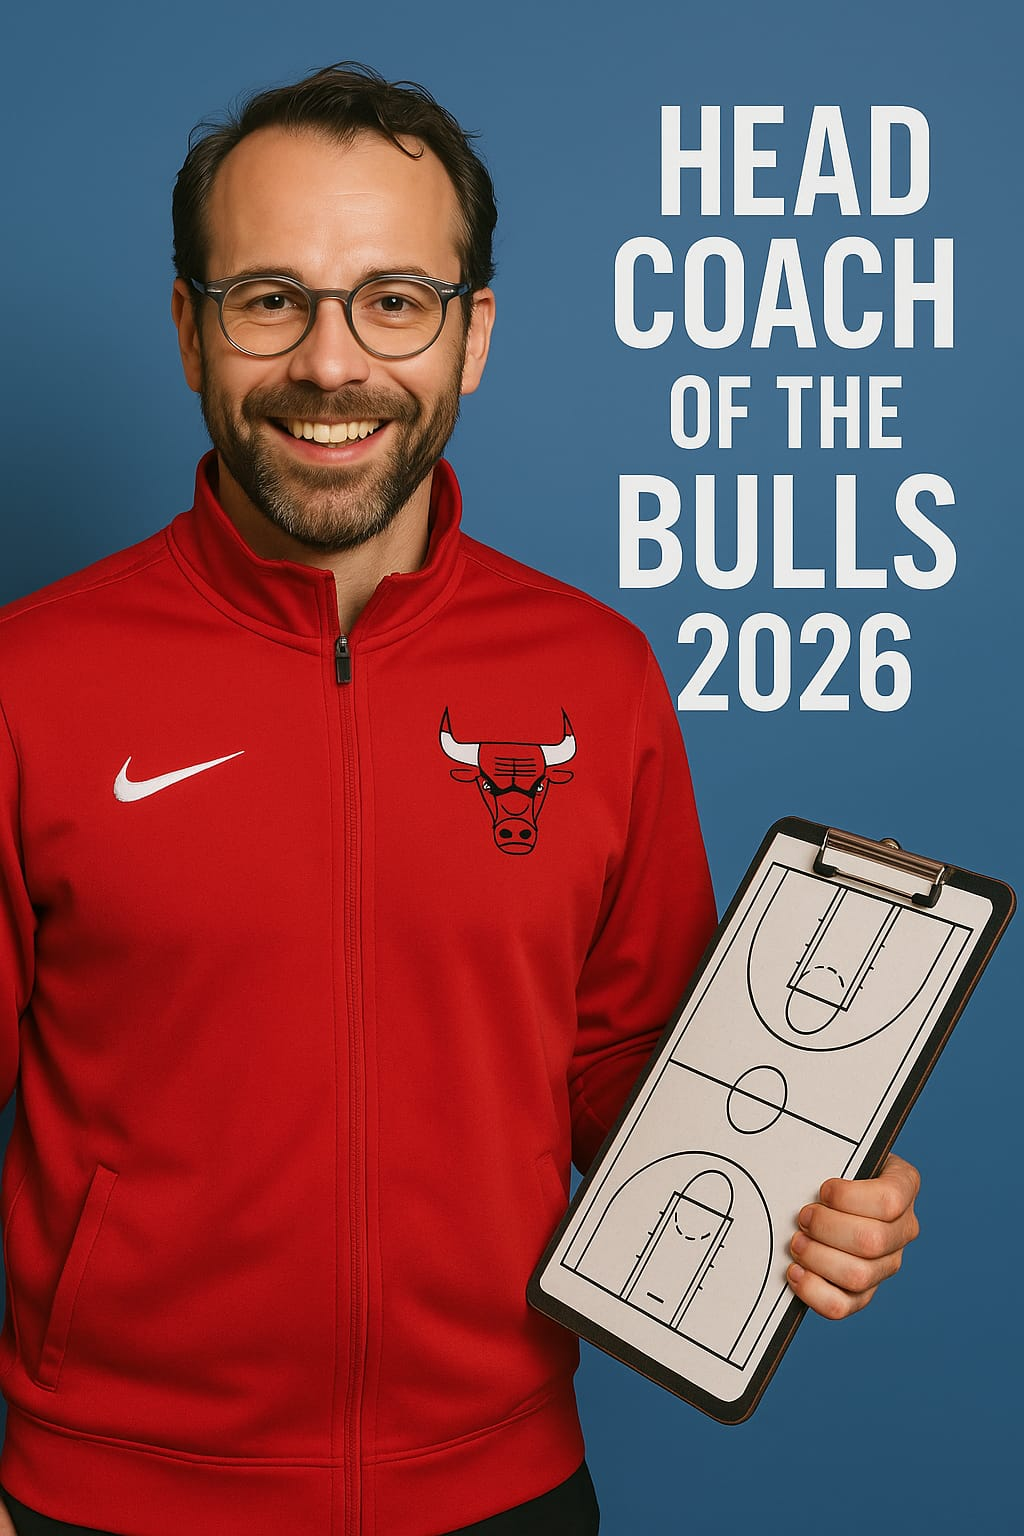 HEAD
COACH
OF THE
BULLS
2026